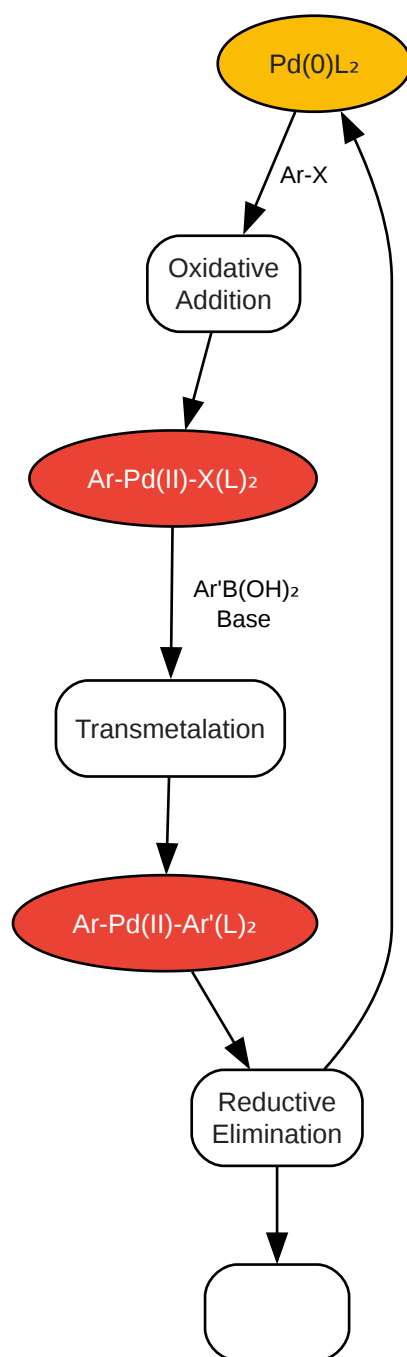 Pd(0)L₂
Ar-X
Oxidative
Addition
Ar-Pd(II)-X(L)₂
Ar'B(OH)₂
Base
Transmetalation
Ar-Pd(II)-Ar'(L)₂
Reductive
Elimination